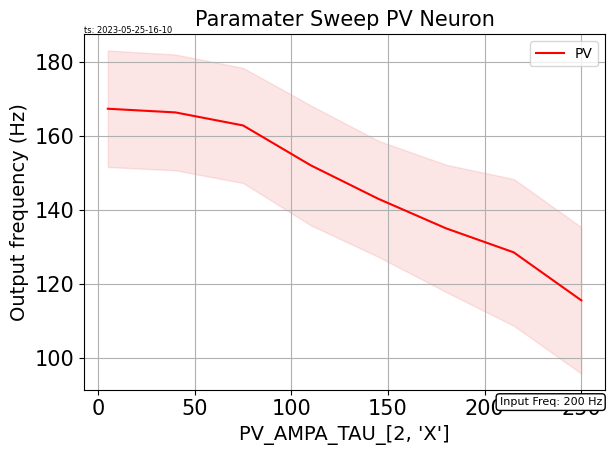 Paramater Sweep PV Neuron
ts: 2023-05-25-16-10
PV
Output frequency (Hz)
180
160
140
120
100
0
50
100
150
200
250
Input Freq: 200 Hz
PV_AMPA_TAU_[2, 'X']